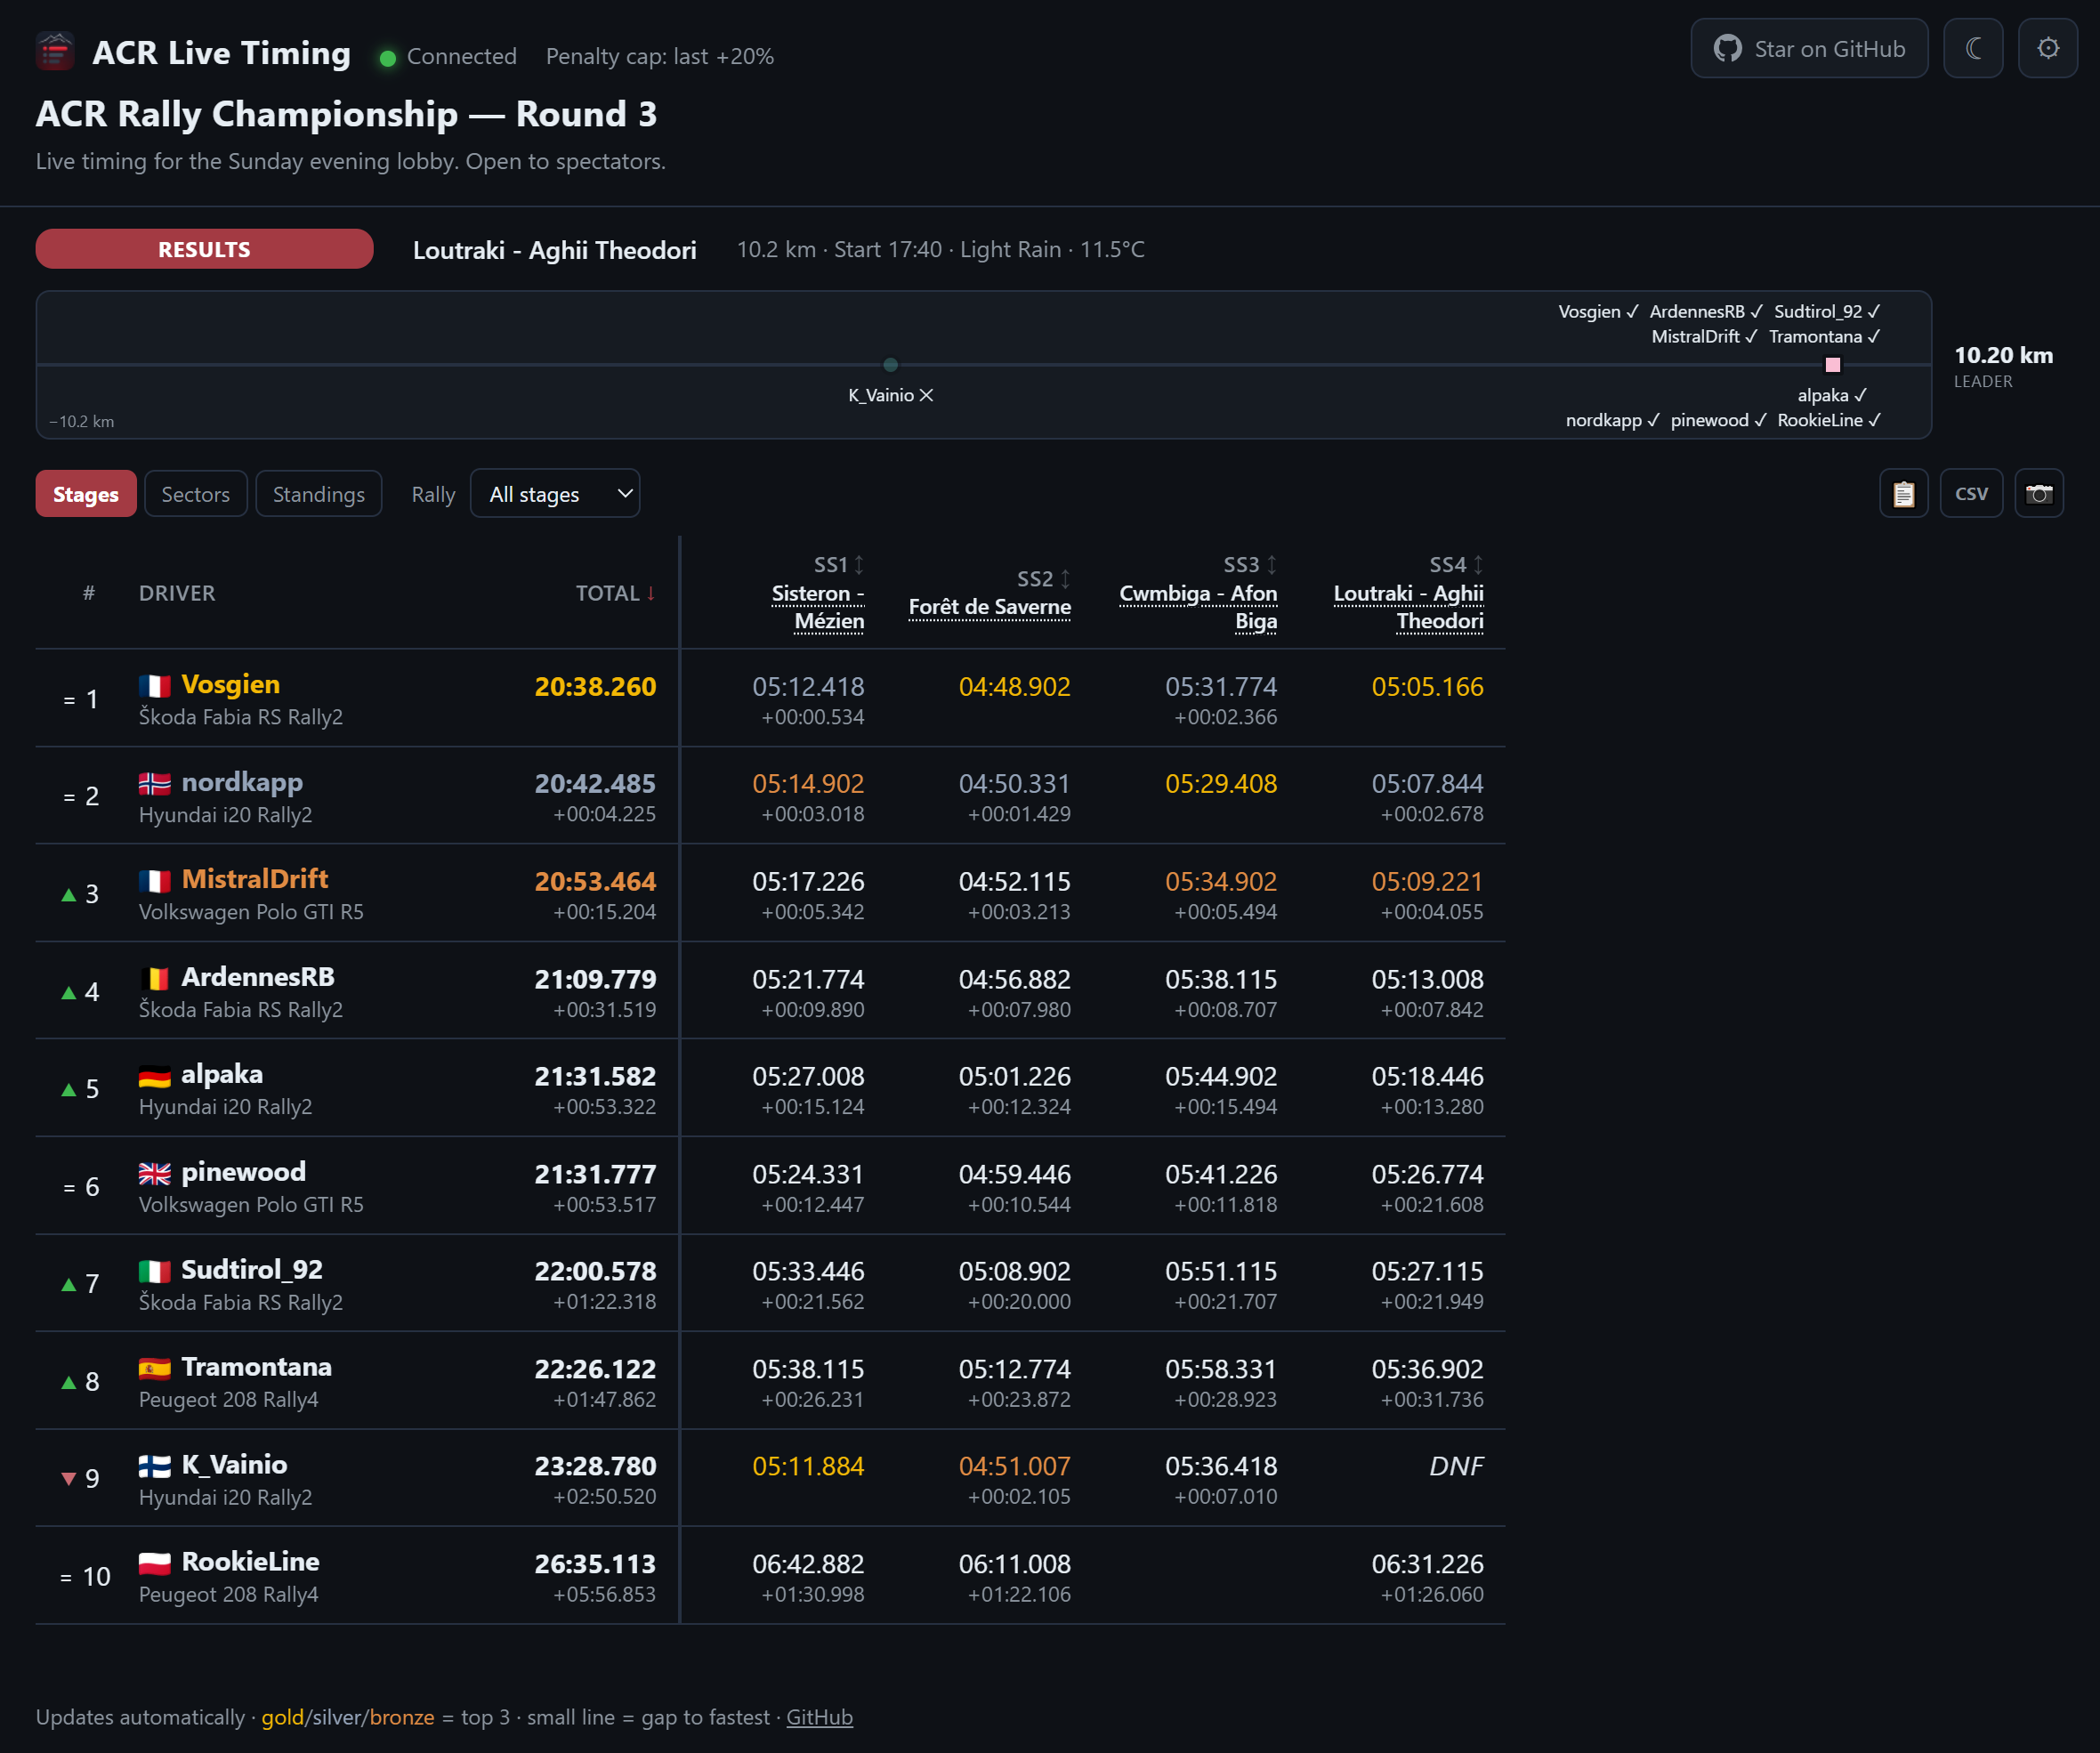 ACR Live Timing Connected Penalty cap: last +20% Star on GitHub
ACR Rally Championship — Round 3
Live timing for the Sunday evening lobby. Open to spectators.
RESULTS Loutraki - Aghii Theodori 10.2 km · Start 17:40 · Light Rain · 11.5°C
Vosgien ✓ ArdennesRB ✓ Sudtirol_92 ✓
MistralDrift ✓ Tramontana ✓
10.20 km
LEADER
K_Vainio ✕ alpaka ✓
−10.2 km nordkapp ✓ pinewood ✓ RookieLine ✓
Stages Sectors Standings Rally All stages CSV
# DRIVER TOTAL ↓
SS1 ↕
Sisteron -
Mézien
SS2 ↕
Forêt de Saverne
SS3 ↕
Cwmbiga - Afon
Biga
SS4 ↕
Loutraki - Aghii
Theodori
= 1 Vosgien 20:38.260 05:12.418 04:48.902 05:31.774 05:05.166
Škoda Fabia RS Rally2 +00:00.534 +00:02.366
= 2 nordkapp 20:42.485 05:14.902 04:50.331 05:29.408 05:07.844
Hyundai i20 Rally2 +00:04.225 +00:03.018 +00:01.429 +00:02.678
▲ 3 MistralDrift 20:53.464 05:17.226 04:52.115 05:34.902 05:09.221
Volkswagen Polo GTI R5 +00:15.204 +00:05.342 +00:03.213 +00:05.494 +00:04.055
▲ 4 ArdennesRB 21:09.779 05:21.774 04:56.882 05:38.115 05:13.008
Škoda Fabia RS Rally2 +00:31.519 +00:09.890 +00:07.980 +00:08.707 +00:07.842
▲ 5 alpaka 21:31.582 05:27.008 05:01.226 05:44.902 05:18.446
Hyundai i20 Rally2 +00:53.322 +00:15.124 +00:12.324 +00:15.494 +00:13.280
= 6 pinewood 21:31.777 05:24.331 04:59.446 05:41.226 05:26.774
Volkswagen Polo GTI R5 +00:53.517 +00:12.447 +00:10.544 +00:11.818 +00:21.608
▲ 7 Sudtirol_92 22:00.578 05:33.446 05:08.902 05:51.115 05:27.115
Škoda Fabia RS Rally2 +01:22.318 +00:21.562 +00:20.000 +00:21.707 +00:21.949
▲ 8 Tramontana 22:26.122 05:38.115 05:12.774 05:58.331 05:36.902
Peugeot 208 Rally4 +01:47.862 +00:26.231 +00:23.872 +00:28.923 +00:31.736
▼ 9 K_Vainio 23:28.780 05:11.884 04:51.007 05:36.418 DNF
Hyundai i20 Rally2 +02:50.520 +00:02.105 +00:07.010
= 10 RookieLine 26:35.113 06:42.882 06:11.008 06:31.226
Peugeot 208 Rally4 +05:56.853 +01:30.998 +01:22.106 +01:26.060
Updates automatically · gold/silver/bronze = top 3 · small line = gap to fastest · GitHub